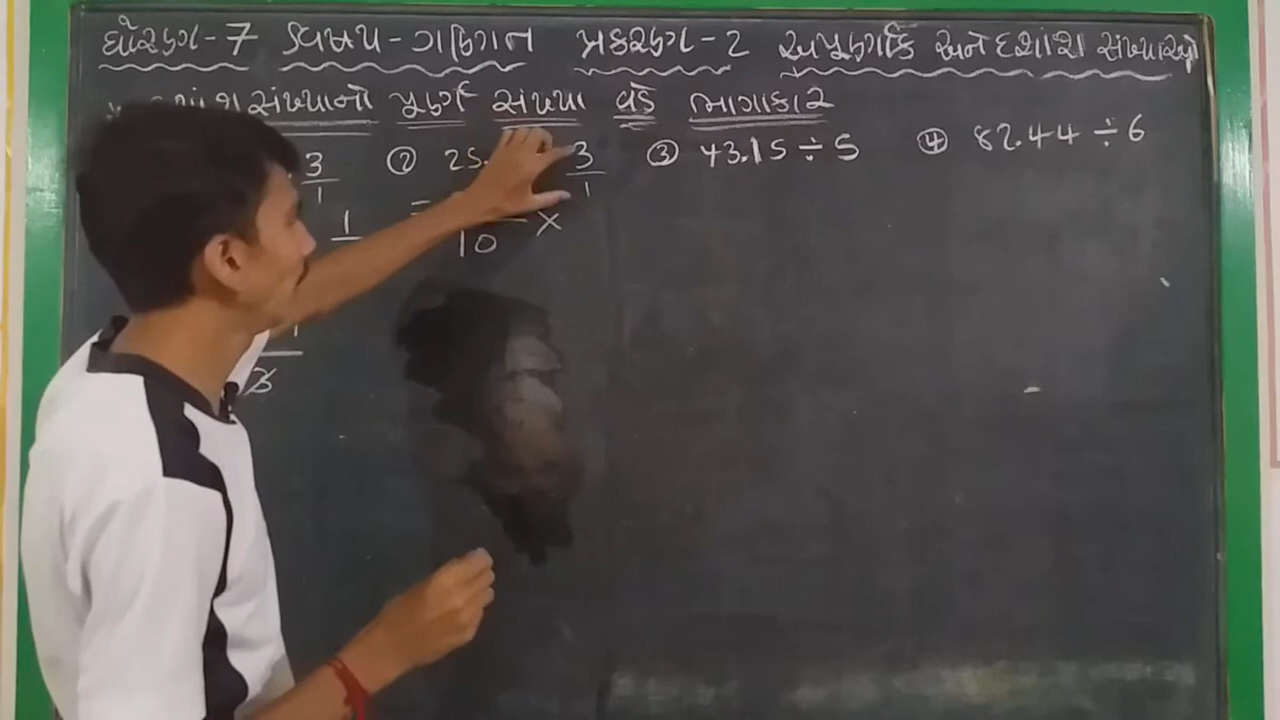 ધોરણ-7 વિષય-ગણિત પ્રકરણ-2 અપૂર્ણાંક અને દશાંશ સંખ્યાઓ
સંખ્યાનો પૂર્ણ સંખ્યા વડે ભાગાકાર
3/1 ② 25. 3/1 ③ 43.15 ÷ 5 ④ 82.44 ÷ 6
1 = 10 ×
3